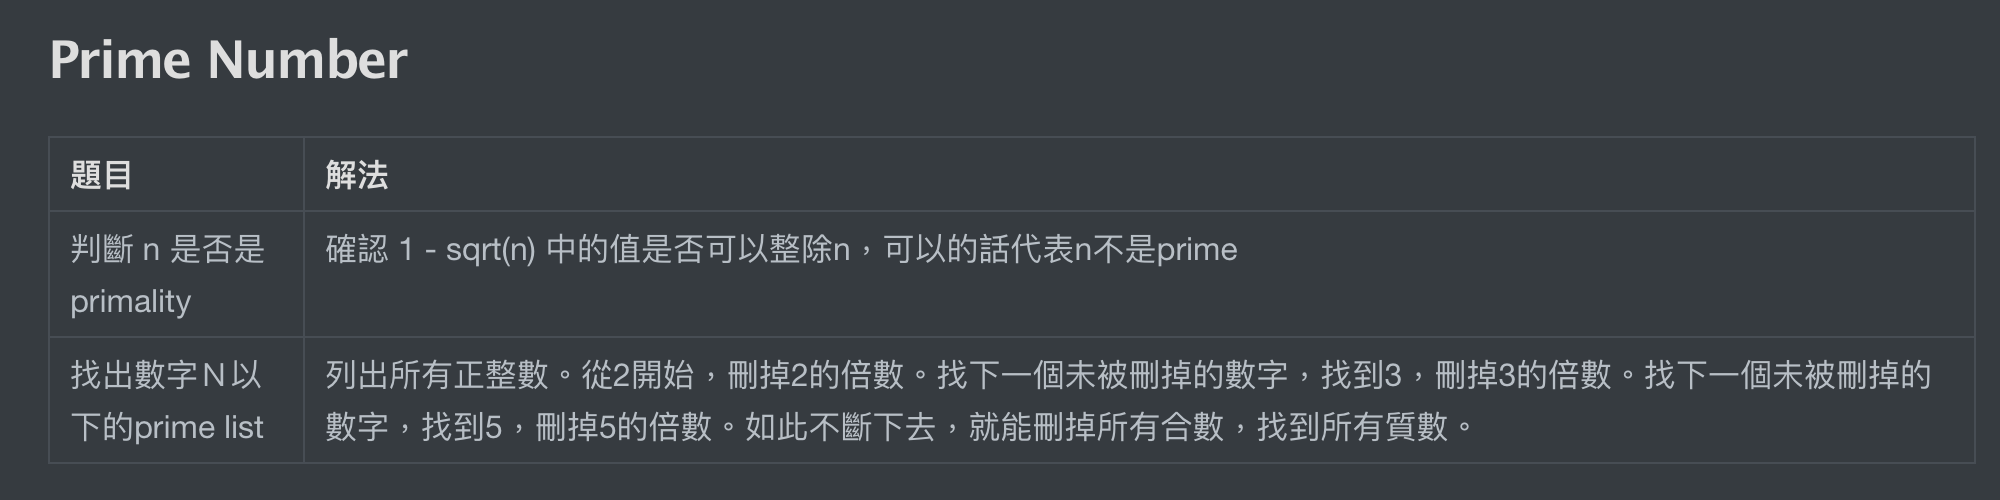 Prime Number
題目
解法
判斷 n 是否是
primality
確認 1 - sqrt(n) 中的值是否可以整除n，可以的話代表n不是prime
找出數字Ｎ以
下的prime list
列出所有正整數。從2開始，刪掉2的倍數。找下一個未被刪掉的數字，找到3，刪掉3的倍數。找下一個未被刪掉的
數字，找到5，刪掉5的倍數。如此不斷下去，就能刪掉所有合數，找到所有質數。